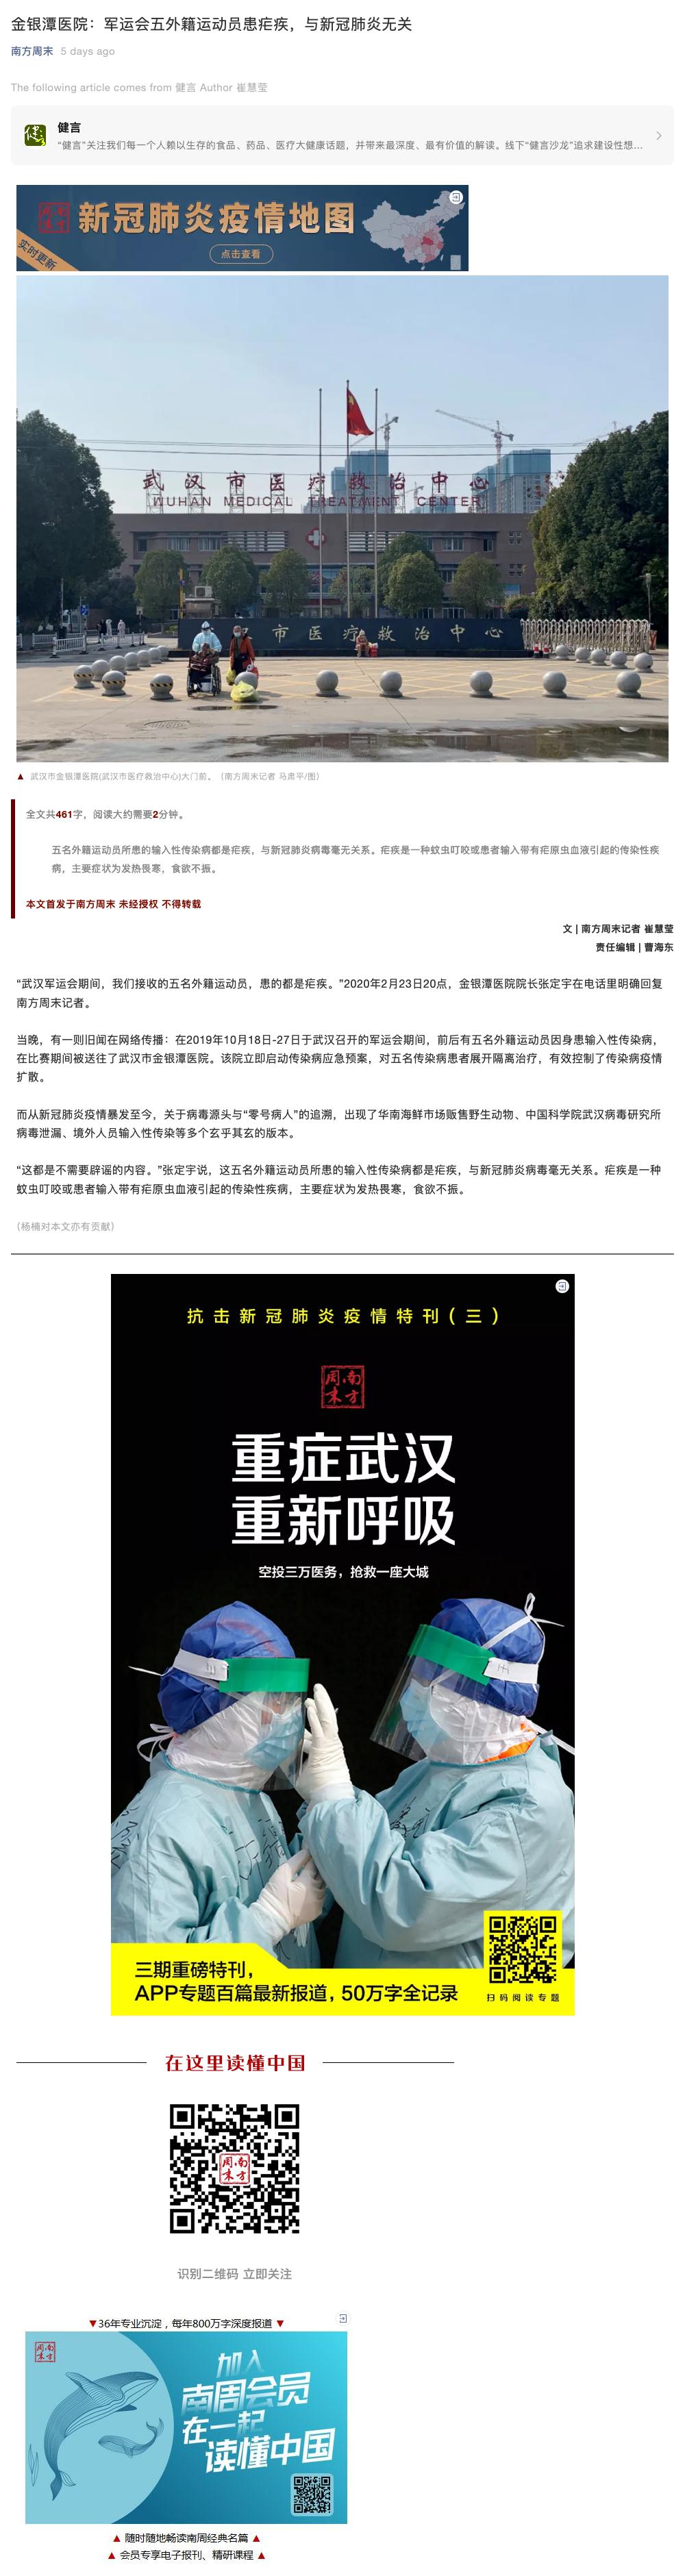 金银潭医院：军运会五外籍运动员患疟疾，与新冠肺炎无关
南方周末 5 days ago
The following article comes from 健言 Author 崔慧莹
健言
“健言”关注我们每一个人赖以生存的食品、药品、医疗大健康话题，并带来最深度、最有价值的解读。线下“健言沙龙”追求建设性想...
南方周末
新冠肺炎疫情地图
实时更新
点击查看
武汉市医疗救治中心
WUHAN MEDICAL TREATMENT CENTER
市医疗救治中心
▲ 武汉市金银潭医院(武汉市医疗救治中心)大门前。（南方周末记者 马肃平/图）
全文共461字，阅读大约需要2分钟。
五名外籍运动员所患的输入性传染病都是疟疾，与新冠肺炎病毒毫无关系。疟疾是一种蚊虫叮咬或患者输入带有疟原虫血液引起的传染性疾
病，主要症状为发热畏寒，食欲不振。
本文首发于南方周末 未经授权 不得转载
文 | 南方周末记者 崔慧莹
责任编辑 | 曹海东
“武汉军运会期间，我们接收的五名外籍运动员，患的都是疟疾。”2020年2月23日20点，金银潭医院院长张定宇在电话里明确回复
南方周末记者。
当晚，有一则旧闻在网络传播：在2019年10月18日-27日于武汉召开的军运会期间，前后有五名外籍运动员因身患输入性传染病，
在比赛期间被送往了武汉市金银潭医院。该院立即启动传染病应急预案，对五名传染病患者展开隔离治疗，有效控制了传染病疫情
扩散。
而从新冠肺炎疫情暴发至今，关于病毒源头与“零号病人”的追溯，出现了华南海鲜市场贩售野生动物、中国科学院武汉病毒研究所
病毒泄漏、境外人员输入性传染等多个玄乎其玄的版本。
“这都是不需要辟谣的内容。”张定宇说，这五名外籍运动员所患的输入性传染病都是疟疾，与新冠肺炎病毒毫无关系。疟疾是一种
蚊虫叮咬或患者输入带有疟原虫血液引起的传染性疾病，主要症状为发热畏寒，食欲不振。
（杨楠对本文亦有贡献）
抗击新冠肺炎疫情特刊(三)
南方周末
重症武汉
重新呼吸
空投三万医务，抢救一座大城
三期重磅特刊，
APP专题百篇最新报道，50万字全记录
扫码阅读专题
在这里读懂中国
南方周末
识别二维码 立即关注
▼36年专业沉淀，每年800万字深度报道▼
南方周末
加入
南周会员
在一起
读懂中国
▲ 随时随地畅读南周经典名篇 ▲
▲ 会员专享电子报刊、精研课程 ▲